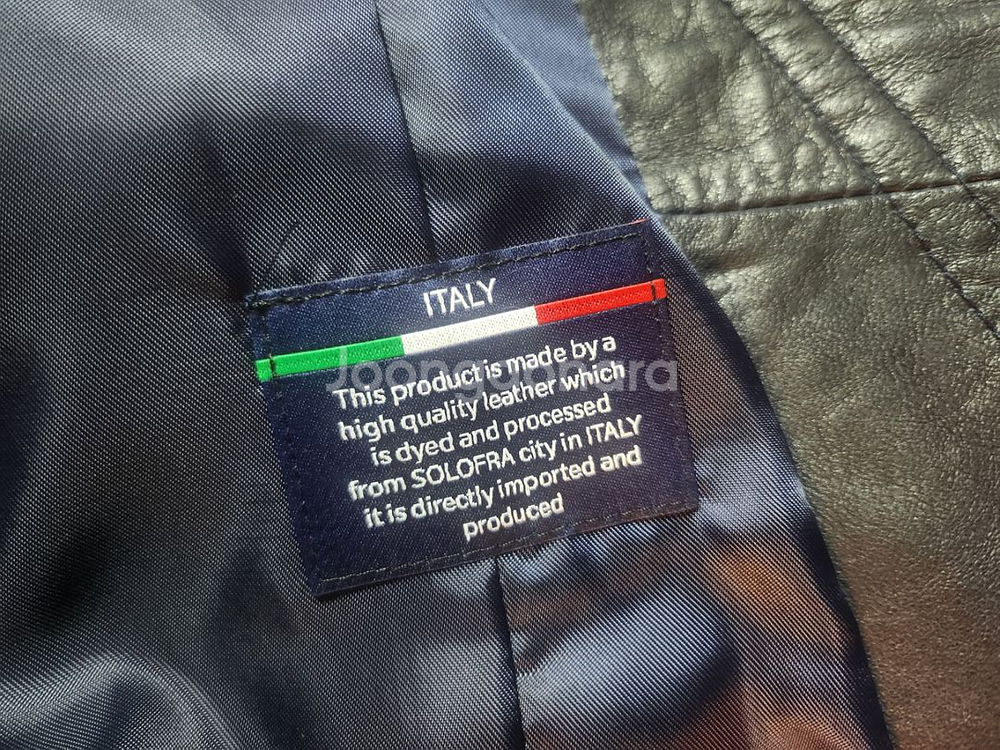 ITALY
This product is made by a
high quality leather which
is dyed and processed
from SOLOFRA city in ITALY
it is directly imported and
produced
Joonggonara